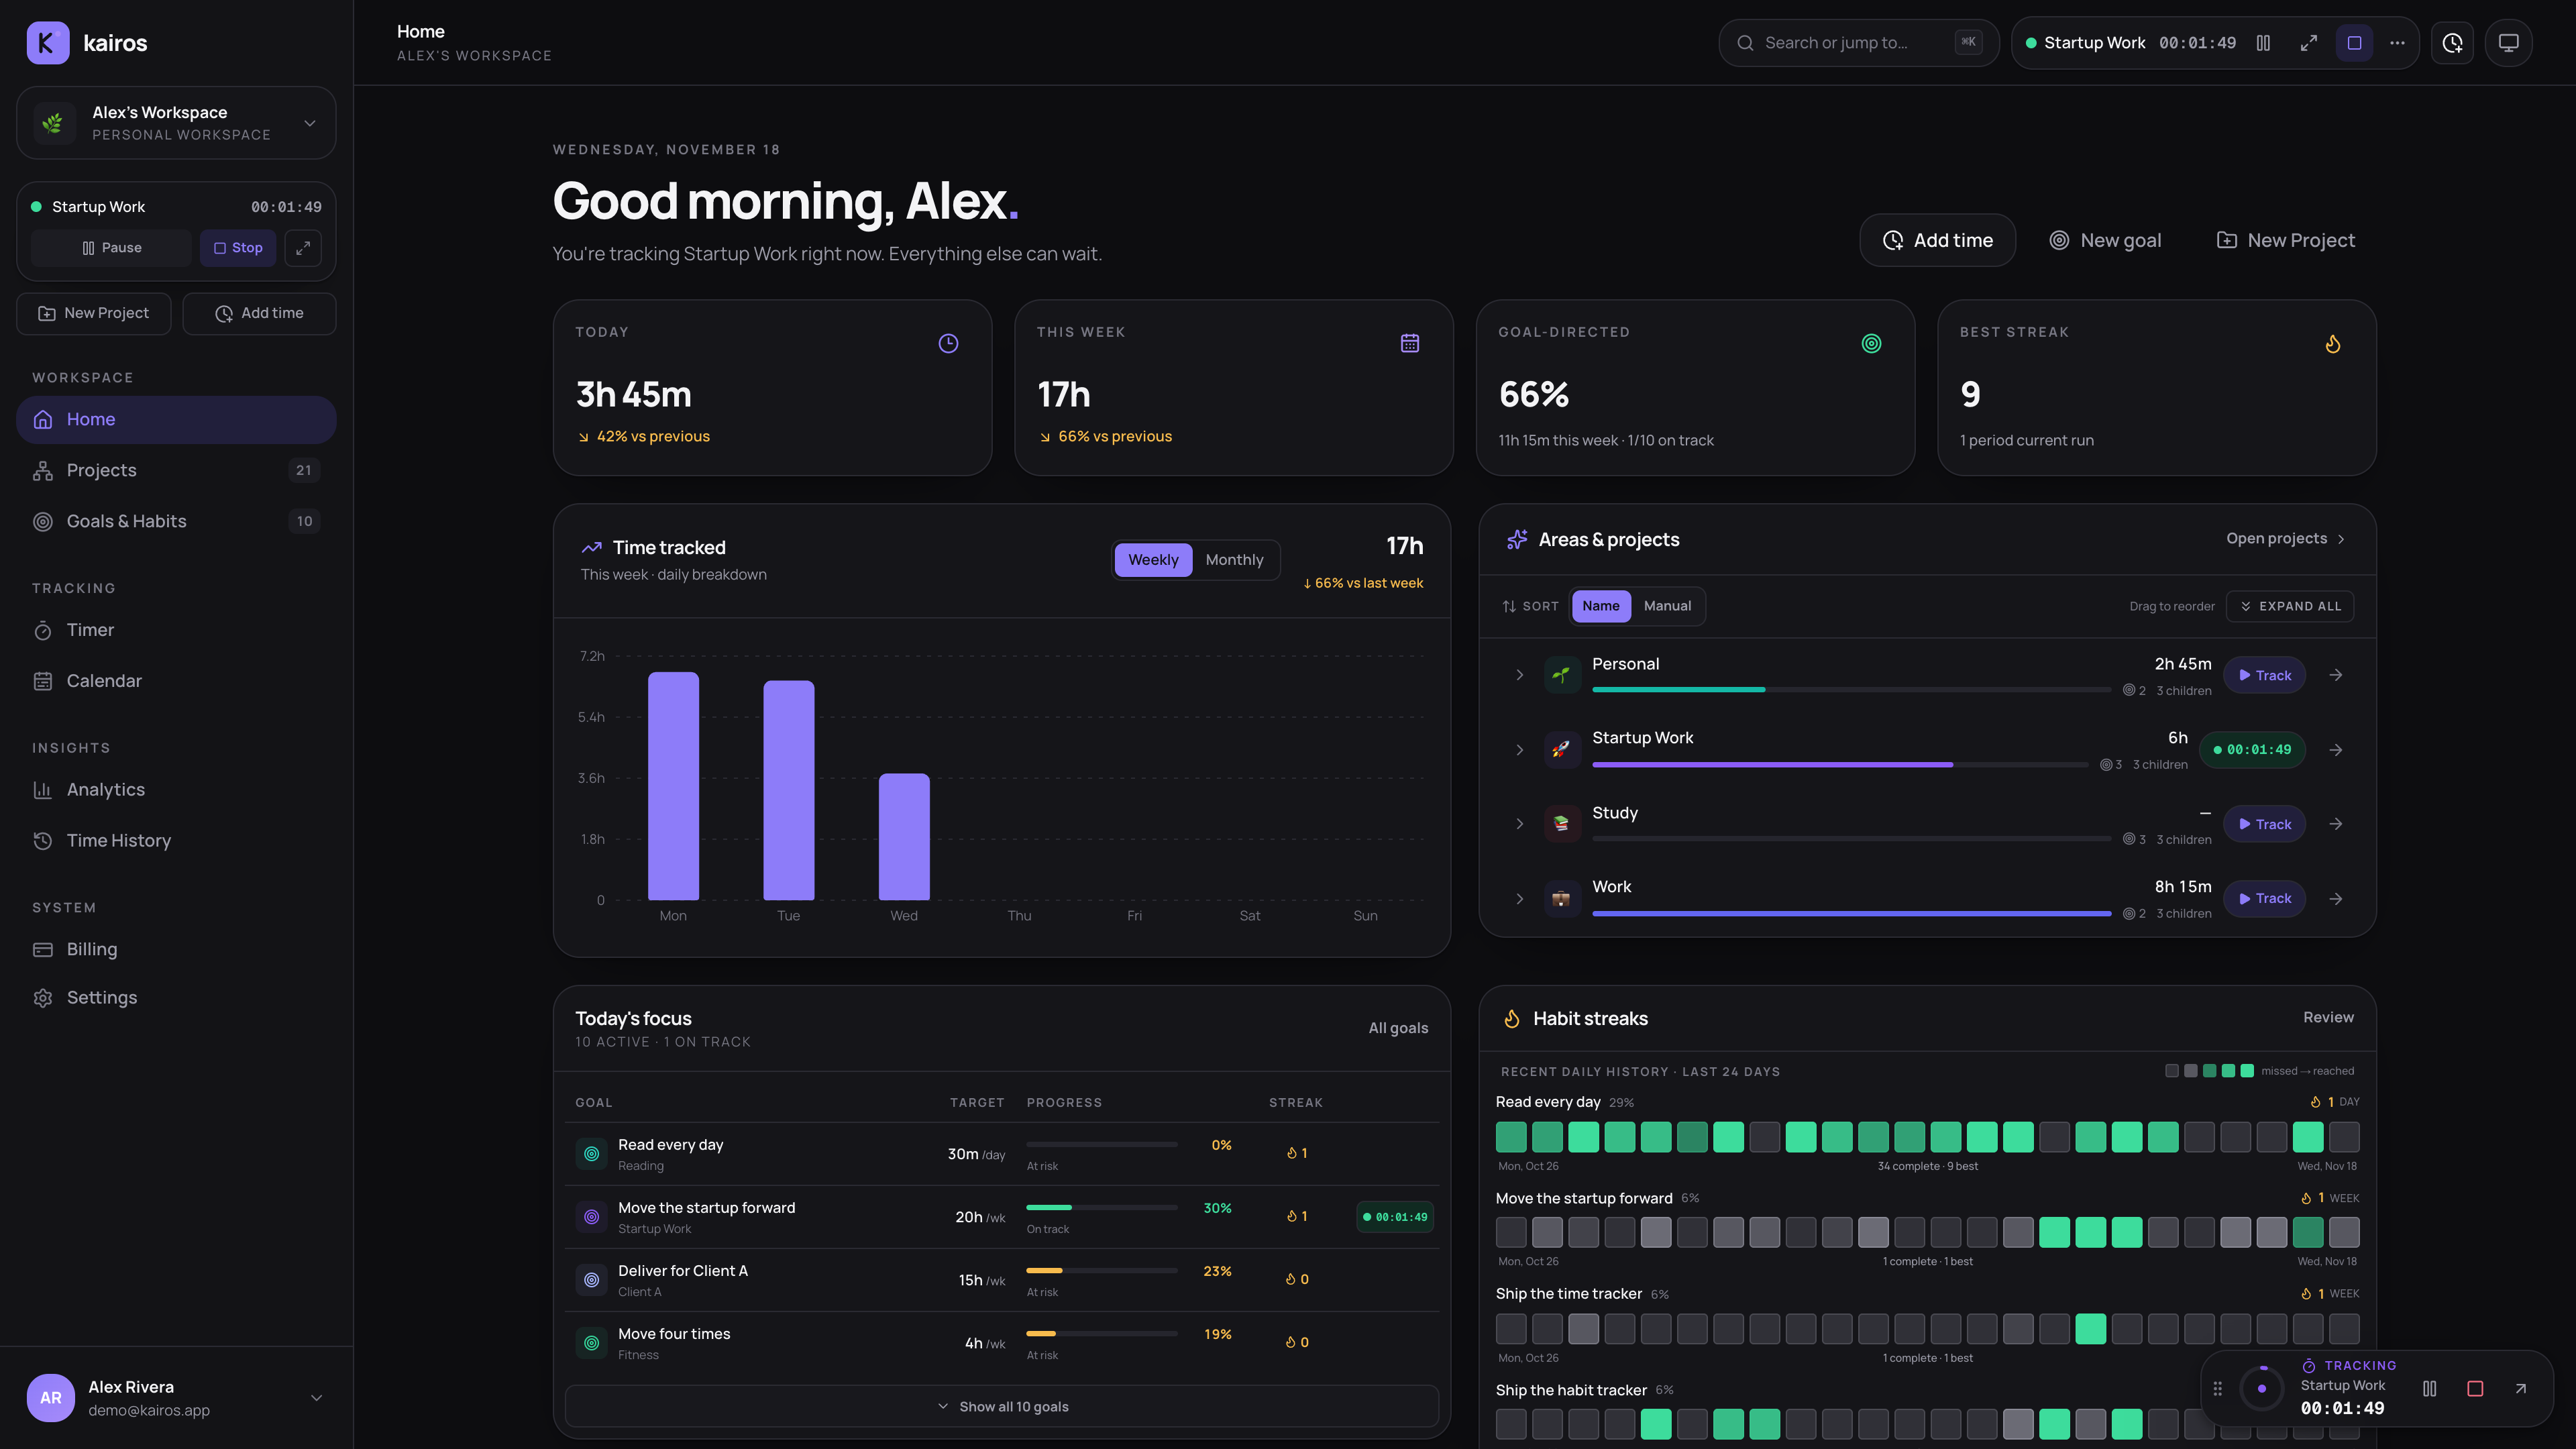 kairos
Alex's Workspace
PERSONAL WORKSPACE
Startup Work 00:01:49
Pause Stop
New Project Add time
WORKSPACE
Home
Projects 21
Goals & Habits 10
TRACKING
Timer
Calendar
INSIGHTS
Analytics
Time History
SYSTEM
Billing
Settings
AR
Alex Rivera
demo@kairos.app
Home
ALEX'S WORKSPACE
Search or jump to... ⌘K
Startup Work 00:01:49
WEDNESDAY, NOVEMBER 18
Good morning, Alex.
You're tracking Startup Work right now. Everything else can wait.
Add time New goal New Project
TODAY
3h 45m
↘ 42% vs previous
THIS WEEK
17h
↘ 66% vs previous
GOAL-DIRECTED
66%
11h 15m this week · 1/10 on track
BEST STREAK
9
1 period current run
Time tracked
This week · daily breakdown
Weekly Monthly
17h
↓ 66% vs last week
7.2h
5.4h
3.6h
1.8h
0
Mon Tue Wed Thu Fri Sat Sun
Areas & projects Open projects
SORT Name Manual Drag to reorder EXPAND ALL
Personal 2h 45m
2 3 children
Track
Startup Work 6h
3 3 children
00:01:49
Study –
3 3 children
Track
Work 8h 15m
2 3 children
Track
Today's focus
10 ACTIVE · 1 ON TRACK
All goals
GOAL TARGET PROGRESS STREAK
Read every day
Reading
30m /day
0%
At risk
1
Move the startup forward
Startup Work
20h /wk
30%
On track
1
00:01:49
Deliver for Client A
Client A
15h /wk
23%
At risk
0
Move four times
Fitness
4h /wk
19%
At risk
0
Show all 10 goals
Habit streaks Review
RECENT DAILY HISTORY · LAST 24 DAYS missed → reached
Read every day 29% 1 DAY
Mon, Oct 26 34 complete · 9 best Wed, Nov 18
Move the startup forward 6% 1 WEEK
Mon, Oct 26 1 complete · 1 best Wed, Nov 18
Ship the time tracker 6% 1 WEEK
Mon, Oct 26 1 complete · 1 best
Ship the habit tracker 6%
TRACKING
Startup Work
00:01:49